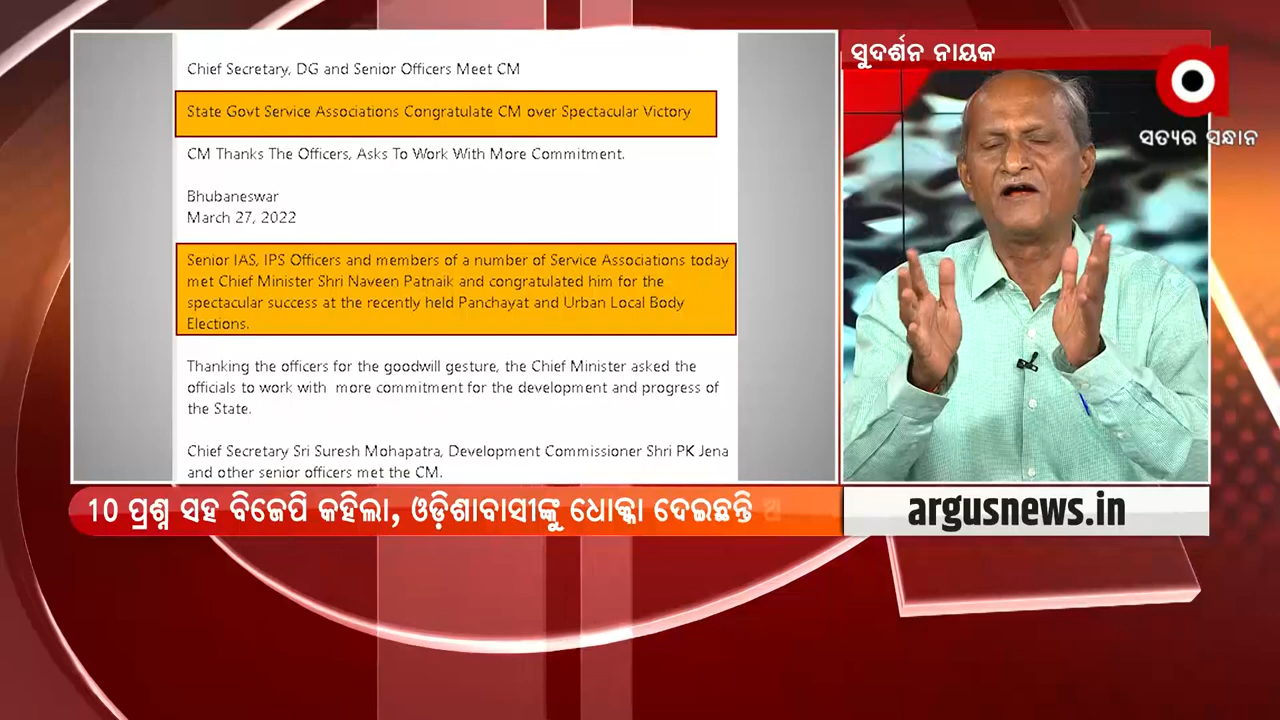 Chief Secretary, DG and Senior Officers Meet CM
State Govt Service Associations Congratulate CM over Spectacular Victory
CM Thanks The Officers, Asks To Work With More Commitment.
Bhubaneswar
March 27, 2022
Senior IAS, IPS Officers and members of a number of Service Associations today
met Chief Minister Shri Naveen Patnaik and congratulated him for the
spectacular success at the recently held Panchayat and Urban Local Body
Elections.
Thanking the officers for the goodwill gesture, the Chief Minister asked the
officials to work with more commitment for the development and progress of
the State.
Chief Secretary Sri Suresh Mohapatra, Development Commissioner Shri PK Jena
and other senior officers met the CM.
ସୁଦର୍ଶନ ନାୟକ
ସତ୍ୟର ସନ୍ଧାନ
10 ପ୍ରଶ୍ନ ସହ ବିଜେପି କହିଲା, ଓଡ଼ିଶାବାସୀଙ୍କୁ ଧୋକ୍କା ଦେଇଛନ୍ତି
argusnews.in